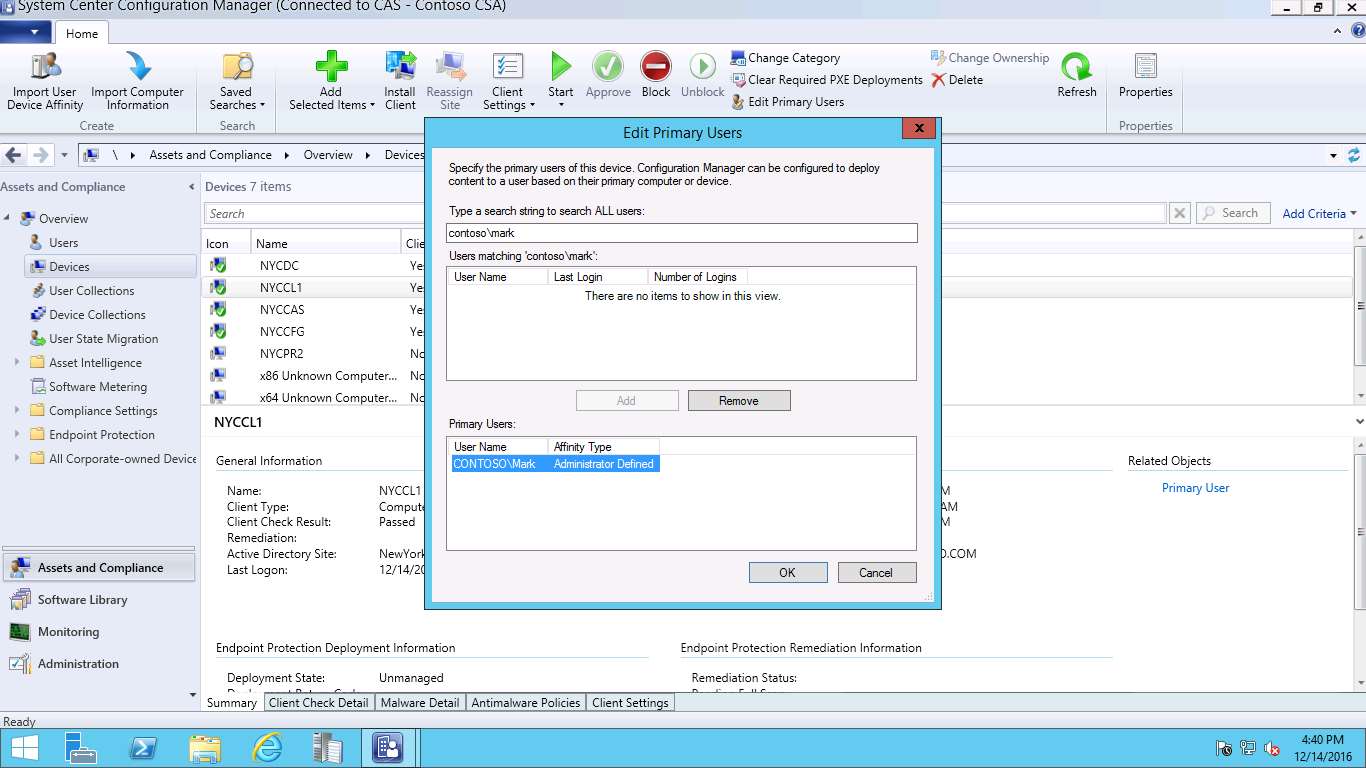 System Center Configuration Manager (Connected to CAS - Contoso CSA)
Home
Import User
Device Affinity
Import Computer
Information
Create
Saved
Searches
Search
Add
Selected Items
Install
Client
Reassign
Site
Client
Settings
Start
Approve
Block
Unblock
Change Category
Clear Required PXE Deployments
Edit Primary Users
Change Ownership
Delete
Refresh
Properties
Properties
\ Assets and Compliance Overview Devices
Assets and Compliance
Overview
Users
Devices
User Collections
Device Collections
User State Migration
Asset Intelligence
Software Metering
Compliance Settings
Endpoint Protection
All Corporate-owned Device
Assets and Compliance
Software Library
Monitoring
Administration
Devices 7 items
Search
Search
Add Criteria
Icon Name Clie
NYCDC Yes
NYCCL1 Yes
NYCCAS Yes
NYCCFG Yes
NYCPR2 No
x86 Unknown Computer... No
x64 Unknown Computer... No
Edit Primary Users
Specify the primary users of this device. Configuration Manager can be configured to deploy
content to a user based on their primary computer or device.
Type a search string to search ALL users:
contoso\mark
Users matching 'contoso\mark':
User Name Last Login Number of Logins
There are no items to show in this view.
Add Remove
Primary Users:
User Name Affinity Type
CONTOSO\Mark Administrator Defined
OK Cancel
NYCCL1
General Information
Name: NYCCL1
Client Type: Compute
Client Check Result: Passed
Remediation:
Active Directory Site: NewYork
Last Logon: 12/14/20
M
AM
M
O.COM
Related Objects
Primary User
Endpoint Protection Deployment Information
Deployment State: Unmanaged
Endpoint Protection Remediation Information
Remediation Status:
Summary Client Check Detail Malware Detail Antimalware Policies Client Settings
Ready
4:40 PM
12/14/2016